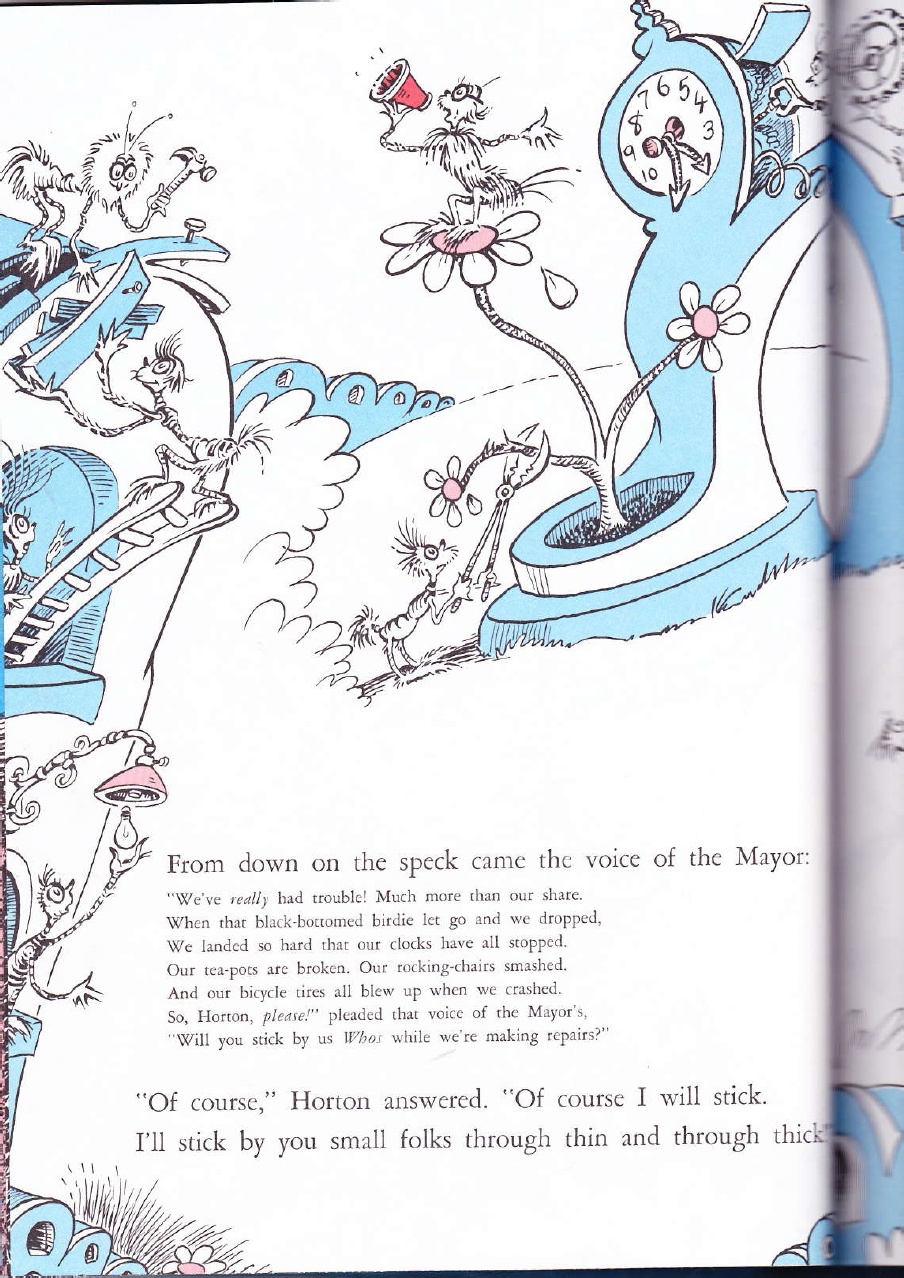 7 6 5 4
8 3
9
10
From down on the speck came the voice of the Mayor:
"We've really had trouble! Much more than our share.
When that black-bottomed birdie let go and we dropped,
We landed so hard that our clocks have all stopped.
Our tea-pots are broken. Our rocking-chairs smashed.
And our bicycle tires all blew up when we crashed.
So, Horton, please!" pleaded that voice of the Mayor's,
"Will you stick by us Whos while we're making repairs?"
"Of course," Horton answered. "Of course I will stick.
I'll stick by you small folks through thin and through thick